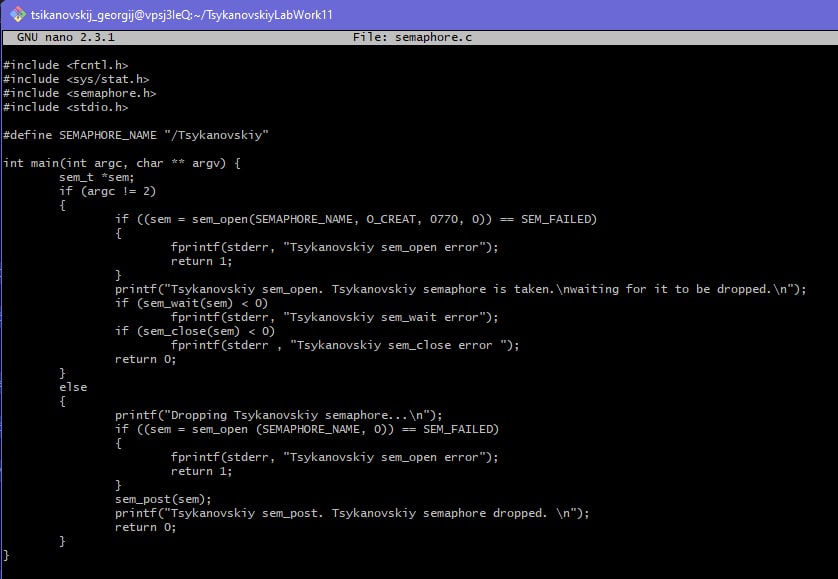 tsikanovskij_georgij@vpsj3IeQ:~/TsykanovskiyLabWork11
GNU nano 2.3.1 File: semaphore.c
#include <fcntl.h>
#include <sys/stat.h>
#include <semaphore.h>
#include <stdio.h>
#define SEMAPHORE_NAME "/Tsykanovskiy"
int main(int argc, char ** argv) {
sem_t *sem;
if (argc != 2)
{
if ((sem = sem_open(SEMAPHORE_NAME, O_CREAT, 0770, 0)) == SEM_FAILED)
{
fprintf(stderr, "Tsykanovskiy sem_open error");
return 1;
}
printf("Tsykanovskiy sem_open. Tsykanovskiy semaphore is taken.\nwaiting for it to be dropped.\n");
if (sem_wait(sem) < 0)
fprintf(stderr, "Tsykanovskiy sem_wait error");
if (sem_close(sem) < 0)
fprintf(stderr , "Tsykanovskiy sem_close error ");
return 0;
}
else
{
printf("Dropping Tsykanovskiy semaphore...\n");
if ((sem = sem_open (SEMAPHORE_NAME, 0)) == SEM_FAILED)
{
fprintf(stderr, "Tsykanovskiy sem_open error");
return 1;
}
sem_post(sem);
printf("Tsykanovskiy sem_post. Tsykanovskiy semaphore dropped. \n");
return 0;
}
}